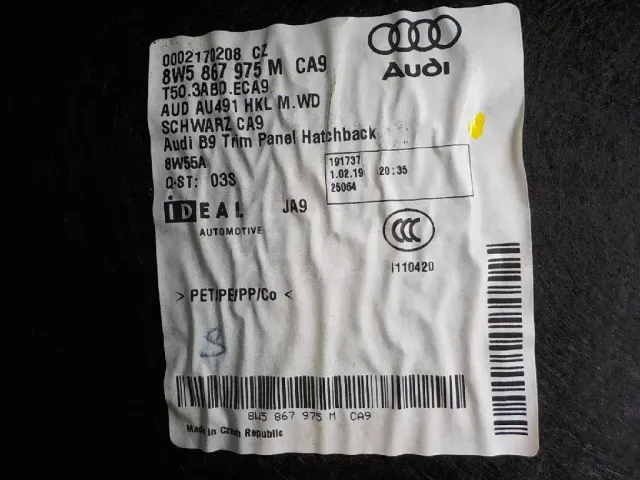 0002170208 CZ
8W5 867 975 M CA9
T50.3ABD.ECA9
AUD AU491 HKL M.WD
SCHWARZ CA9
Audi B9 Trim Panel Hatchback
8W55A
Q-ST: 03S
Audi
191737
1.02.19 20:35
25064
IDEAL JA9
AUTOMOTIVE
CCC
I110420
> PET/PE/PP/Co <
S
8W5 867 975 M CA9
Made in Czech Republic